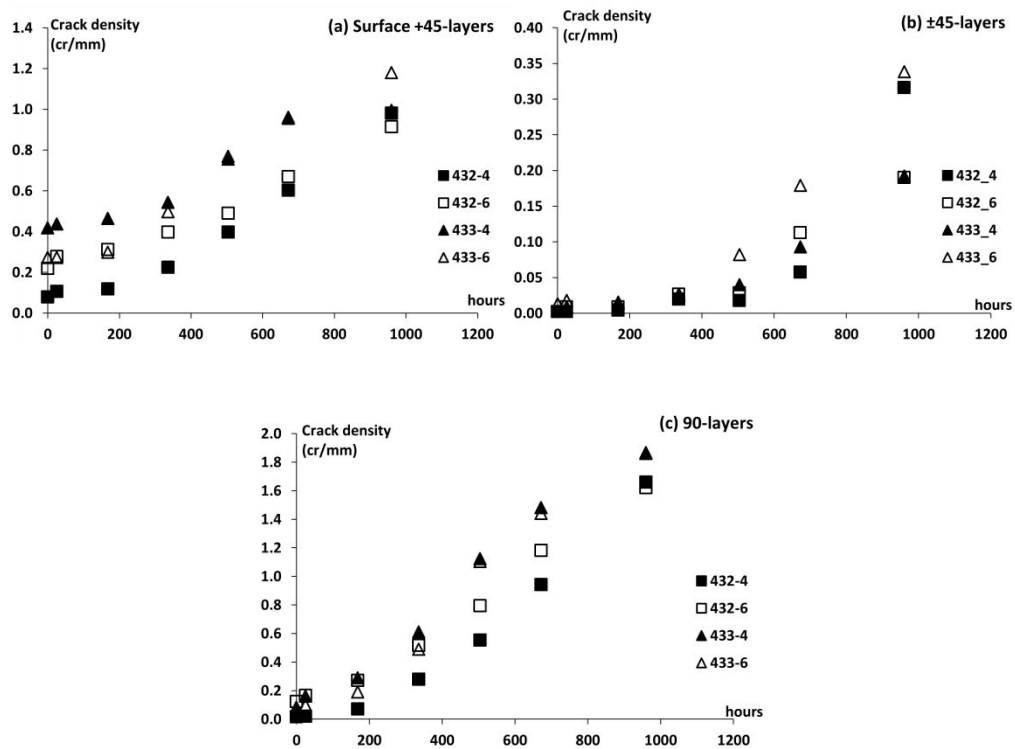 Crack density
(cr/mm)
(a) Surface +45-layers
1.4
1.2
1.0
0.8
0.6
0.4
0.2
0.0
432-4
432-6
433-4
433-6
hours
0 200 400 600 800 1000 1200
Crack density
(cr/mm)
(b) ±45-layers
0.40
0.35
0.30
0.25
0.20
0.15
0.10
0.05
0.00
432_4
432_6
433_4
433_6
hours
0 200 400 600 800 1000 1200
Crack density
(cr/mm)
(c) 90-layers
2.0
1.8
1.6
1.4
1.2
1.0
0.8
0.6
0.4
0.2
0.0
432-4
432-6
433-4
433-6
hours
0 200 400 600 800 1000 1200